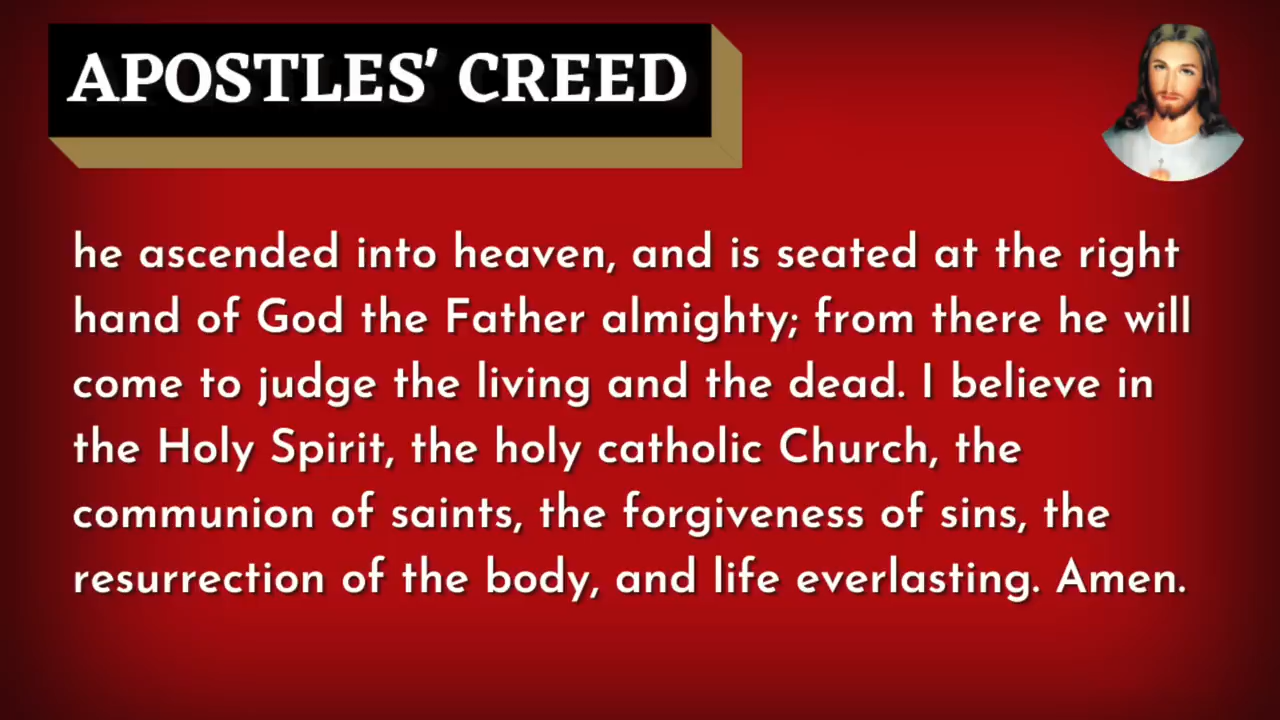 APOSTLES' CREED
he ascended into heaven, and is seated at the right
hand of God the Father almighty; from there he will
come to judge the living and the dead. I believe in
the Holy Spirit, the holy catholic Church, the
communion of saints, the forgiveness of sins, the
resurrection of the body, and life everlasting. Amen.